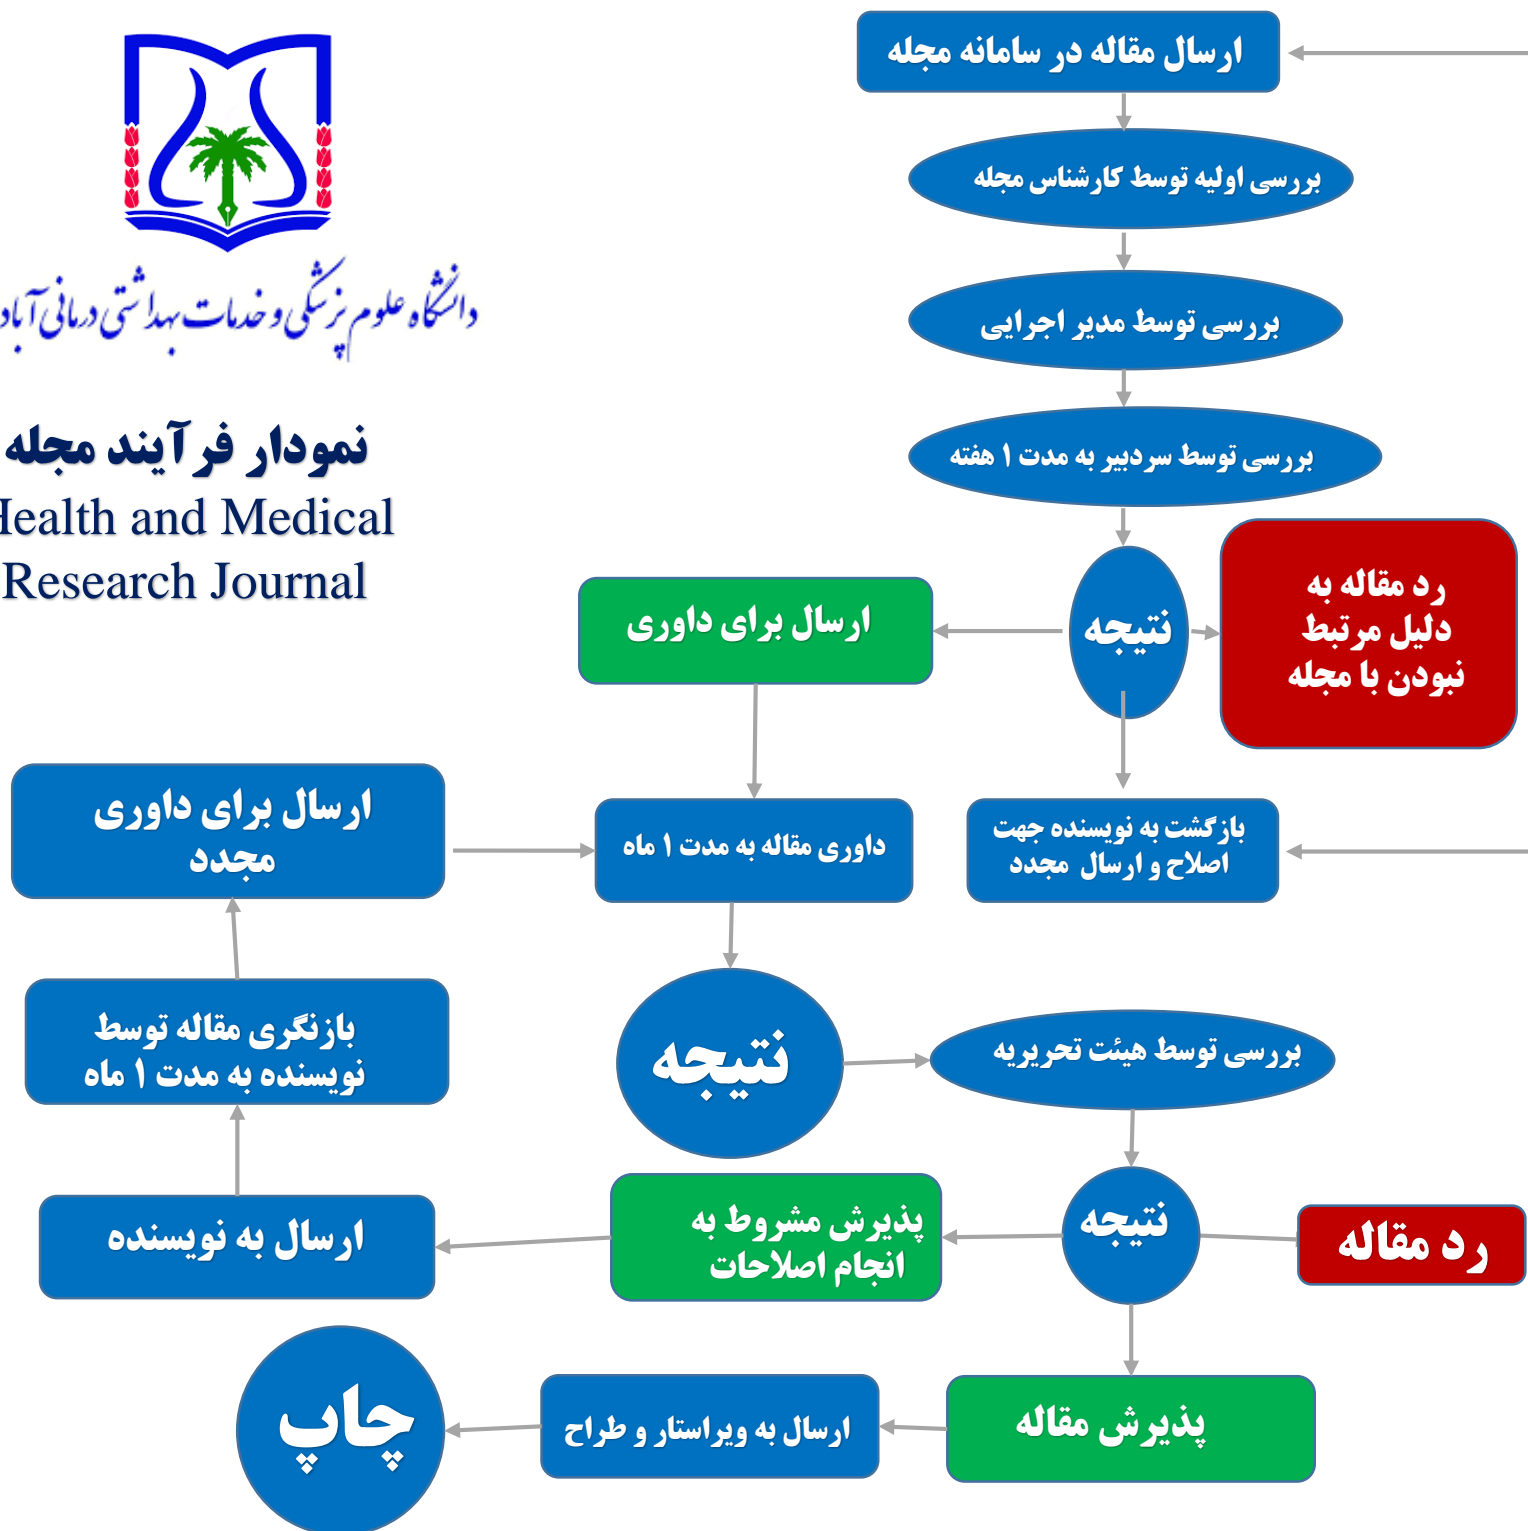 دانشگاه علوم پزشکی و خدمات بهداشتی درمانی آباد
نمودار فرآیند مجله
Health and Medical
Research Journal
ارسال مقاله در سامانه مجله
بررسی اولیه توسط کارشناس مجله
بررسی توسط مدیر اجرایی
بررسی توسط سردبیر به مدت ۱ هفته
نتیجه
رد مقاله به
دلیل مرتبط
نبودن با مجله
ارسال برای داوری
بازگشت به نویسنده جهت
اصلاح و ارسال مجدد
داوری مقاله به مدت ۱ ماه
ارسال برای داوری
مجدد
نتیجه
بررسی توسط هیئت تحریریه
بازنگری مقاله توسط
نویسنده به مدت ۱ ماه
نتیجه
رد مقاله
پذیرش مشروط به
انجام اصلاحات
ارسال به نویسنده
پذیرش مقاله
ارسال به ویراستار و طراح
چاپ